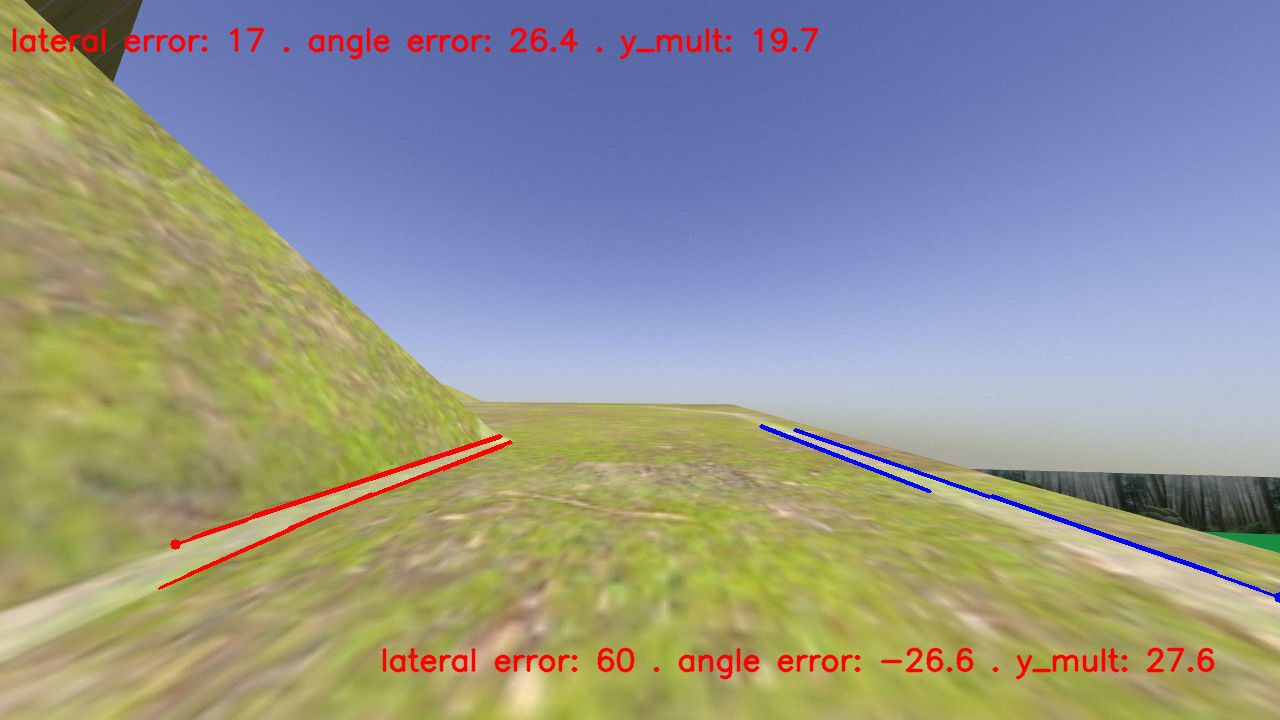 lateral error: 17 . angle error: 26.4 . y_mult: 19.7
lateral error: 60 . angle error: -26.6 . y_mult: 27.6